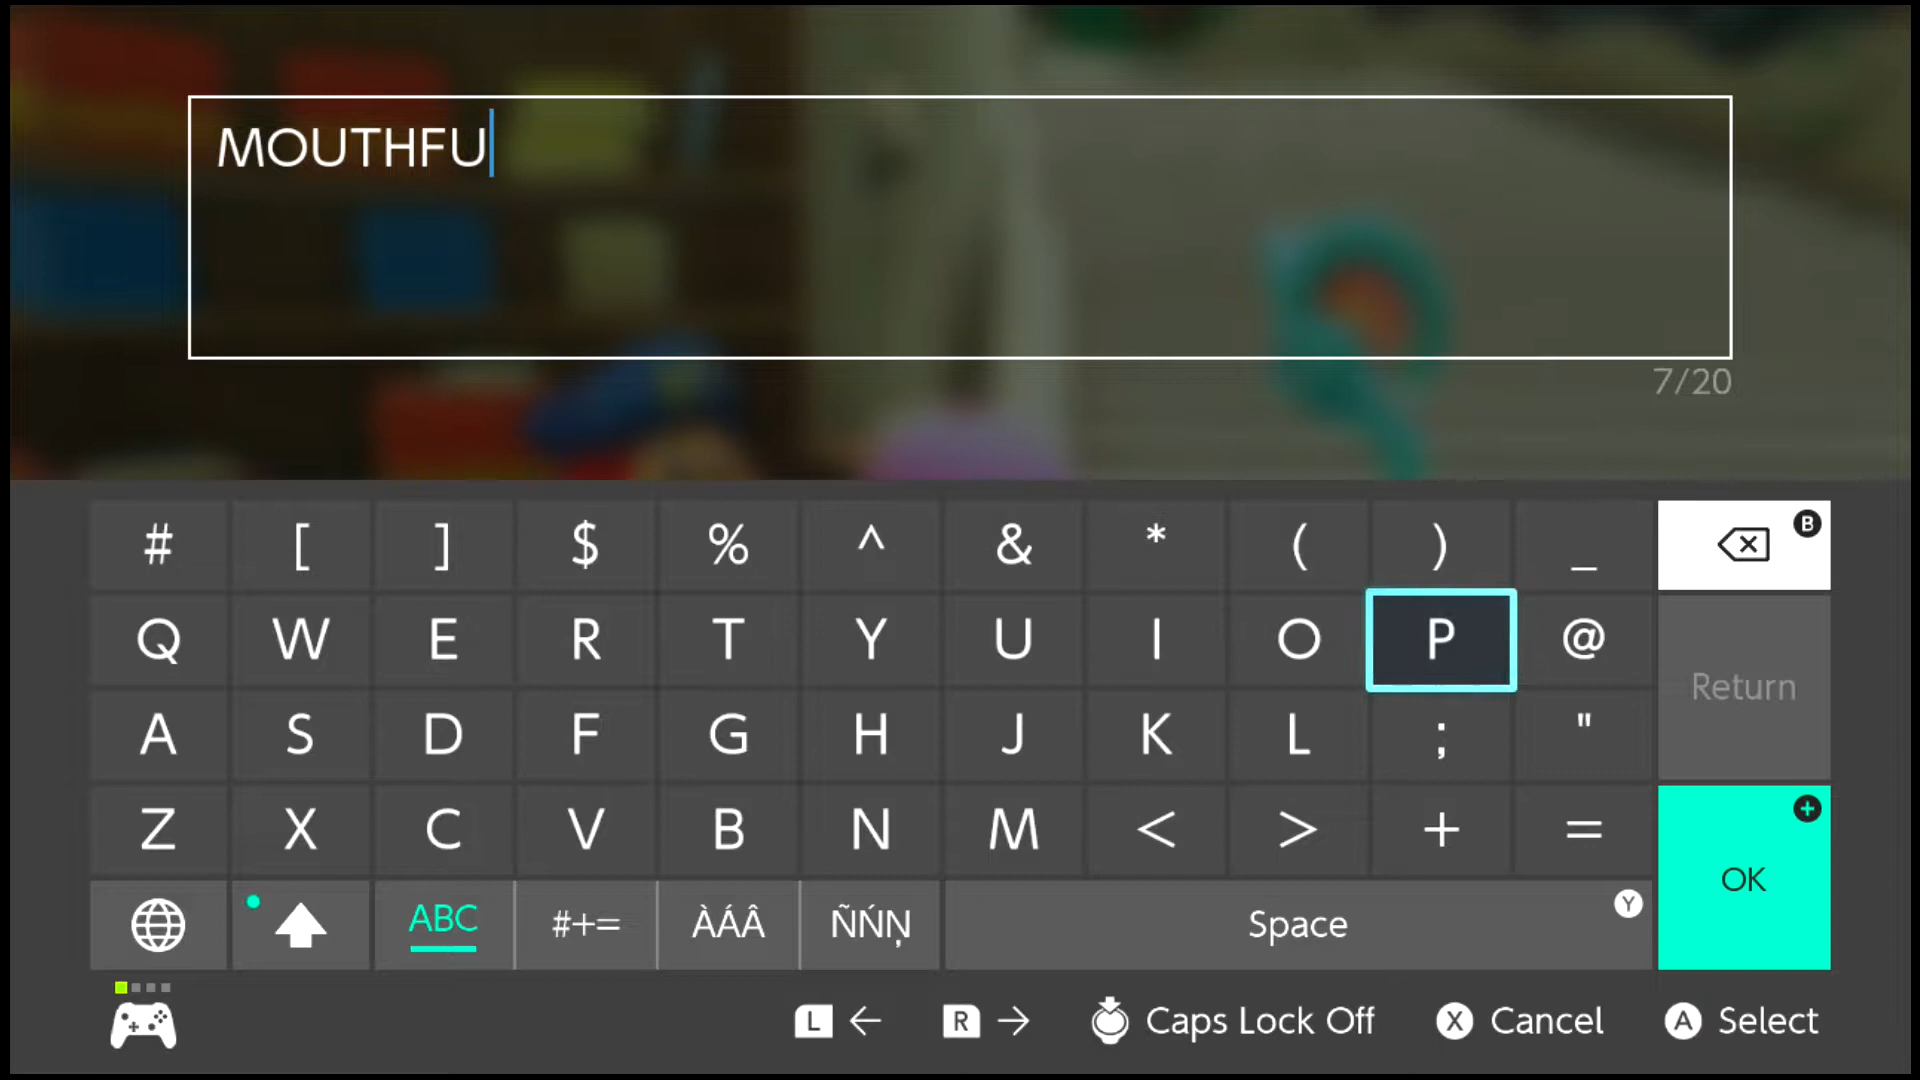 MOUTHFU
7/20
# [ ] $ % ^ & * ( ) _ B
Q W E R T Y U I O P @ Return
A S D F G H J K L ; "
Z X C V B N M < > + = + OK
ABC #+= ÀÁÂ ÑŃŅ Space Y
L ← R → Caps Lock Off X Cancel A Select